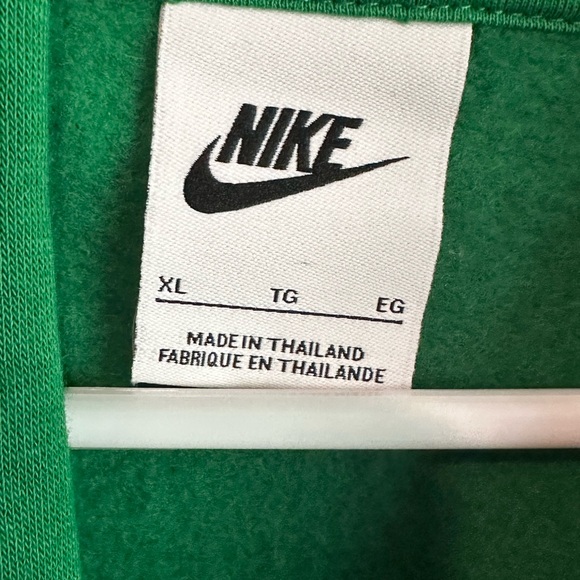 NIKE
XL TG EG
MADE IN THAILAND
FABRIQUE EN THAILANDE